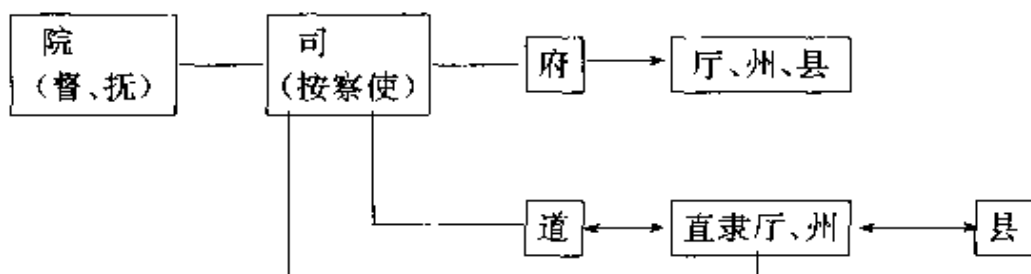 院
（督、抚）
司
（按察使）
府
厅、州、县
道
直隶厅、州
县